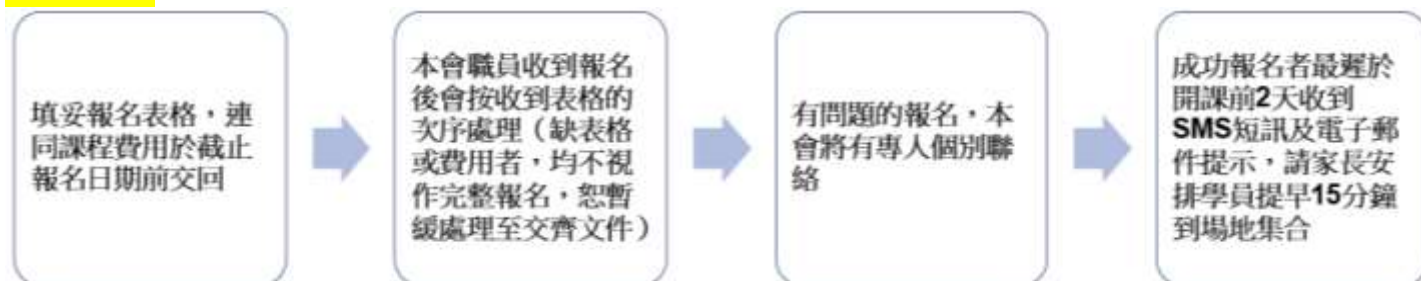 填妥報名表格，連
同課程費用於截止
報名日期前交回
本會職員收到報名
後會按收到表格的
次序處理（缺表格
或費用者，均不視
作完整報名，恕暫
緩處理至交齊文件）
有問題的報名，本
會將有專人個別聯
絡
成功報名者最遲於
開課前2天收到
SMS短訊及電子郵
件提示，請家長安
排學員提早15分鐘
到場地集合